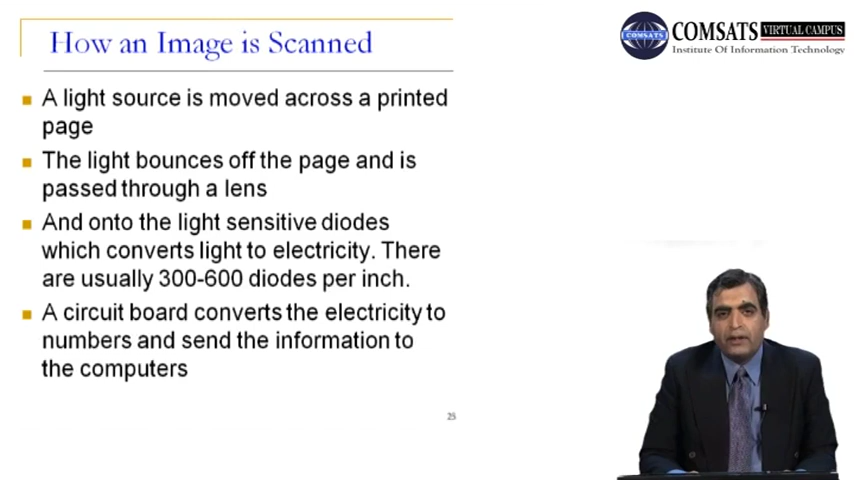 How an Image is Scanned
COMSATS VIRTUAL CAMPUS
COMSATS
Institute Of Information Technology
A light source is moved across a printed
page
The light bounces off the page and is
passed through a lens
And onto the light sensitive diodes
which converts light to electricity. There
are usually 300-600 diodes per inch.
A circuit board converts the electricity to
numbers and send the information to
the computers
25